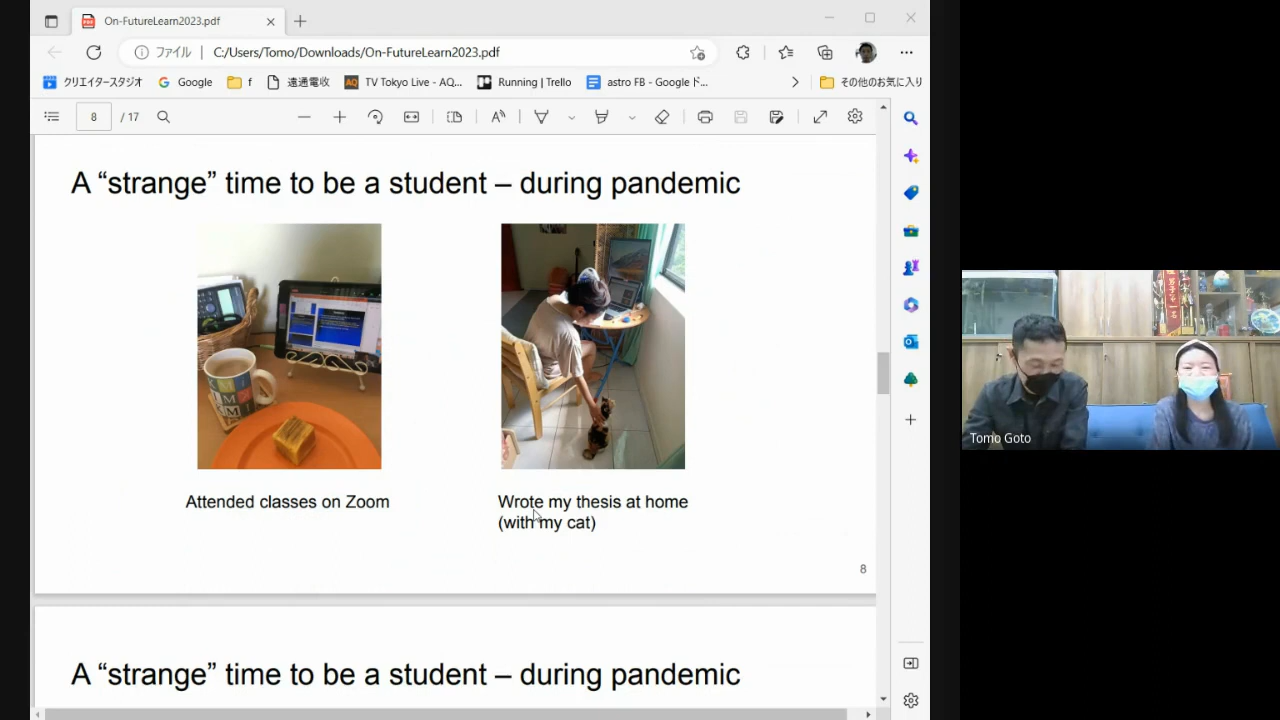 On-FutureLearn2023.pdf
ファイル
C:/Users/Tomo/Downloads/On-FutureLearn2023.pdf
クリエイタースタジオ
Google
f
遠通電収
TV Tokyo Live - AQ...
Running | Trello
astro FB - Google ド...
その他のお気に入り
8 / 17
A “strange” time to be a student – during pandemic
Attended classes on Zoom
Wrote my thesis at home
(with my cat)
8
A “strange” time to be a student – during pandemic
Tomo Goto